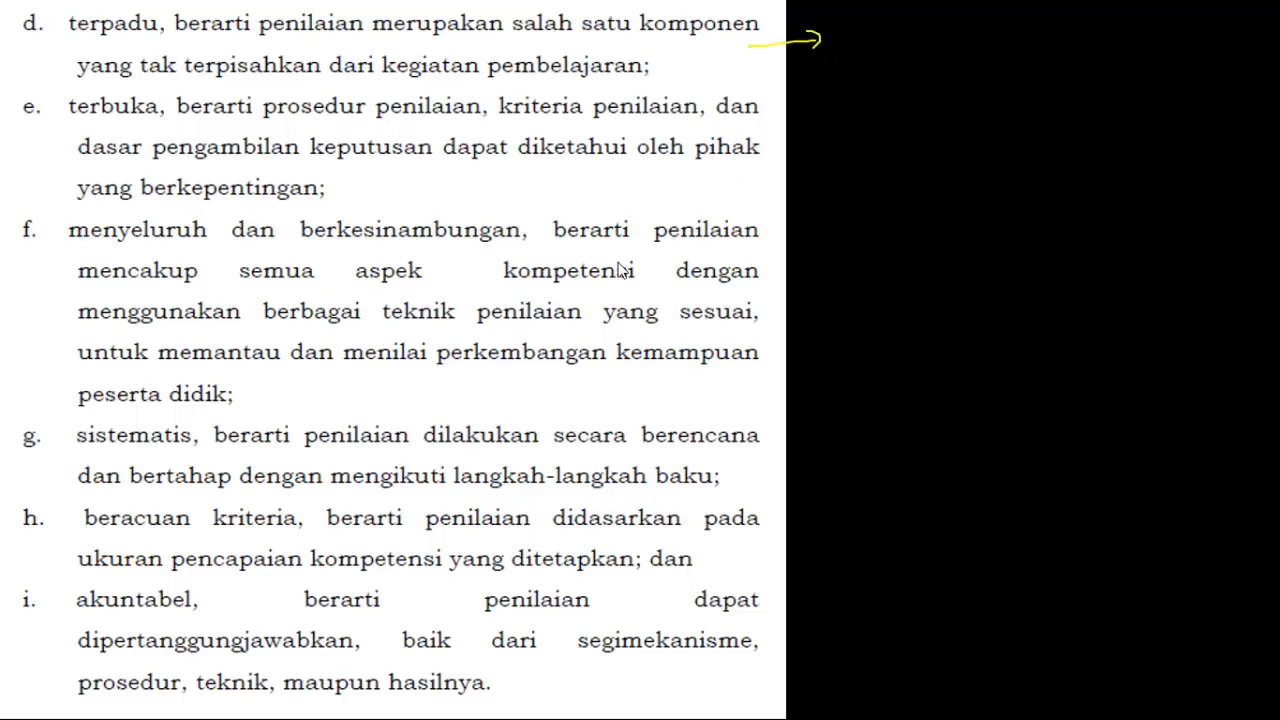 d. terpadu, berarti penilaian merupakan salah satu komponen
yang tak terpisahkan dari kegiatan pembelajaran;
e. terbuka, berarti prosedur penilaian, kriteria penilaian, dan
dasar pengambilan keputusan dapat diketahui oleh pihak
yang berkepentingan;
f. menyeluruh dan berkesinambungan, berarti penilaian
mencakup semua aspek kompetensi dengan
menggunakan berbagai teknik penilaian yang sesuai,
untuk memantau dan menilai perkembangan kemampuan
peserta didik;
g. sistematis, berarti penilaian dilakukan secara berencana
dan bertahap dengan mengikuti langkah-langkah baku;
h. beracuan kriteria, berarti penilaian didasarkan pada
ukuran pencapaian kompetensi yang ditetapkan; dan
i. akuntabel, berarti penilaian dapat
dipertanggungjawabkan, baik dari segimekanisme,
prosedur, teknik, maupun hasilnya.